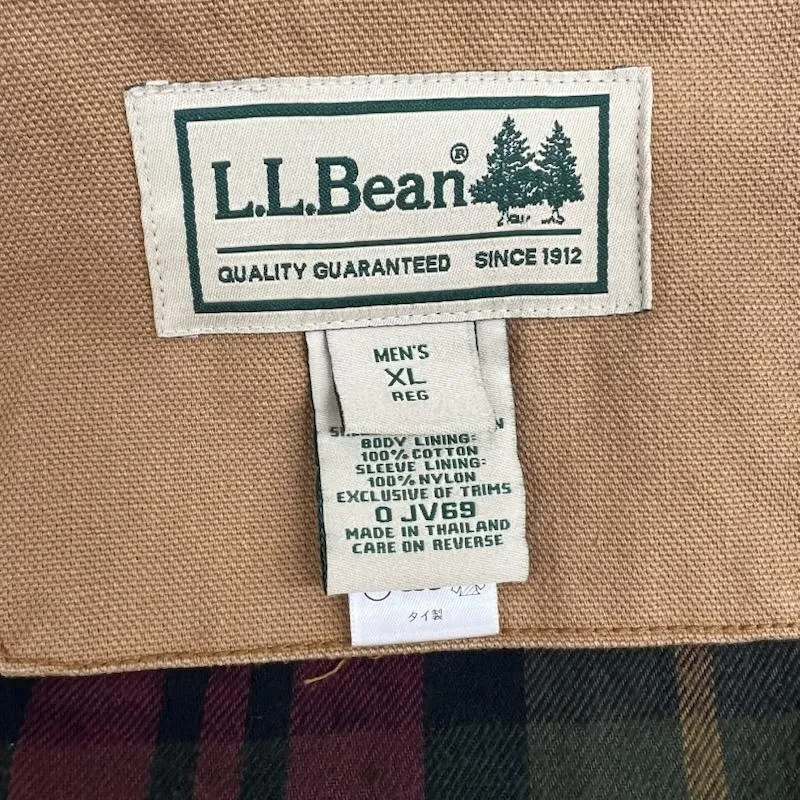 L.L.Bean®
QUALITY GUARANTEED SINCE 1912
MEN'S
XL
REG
BODY LINING:
100% COTTON
SLEEVE LINING:
100% NYLON
EXCLUSIVE OF TRIMS
0 JV69
MADE IN THAILAND
CARE ON REVERSE
タイ製